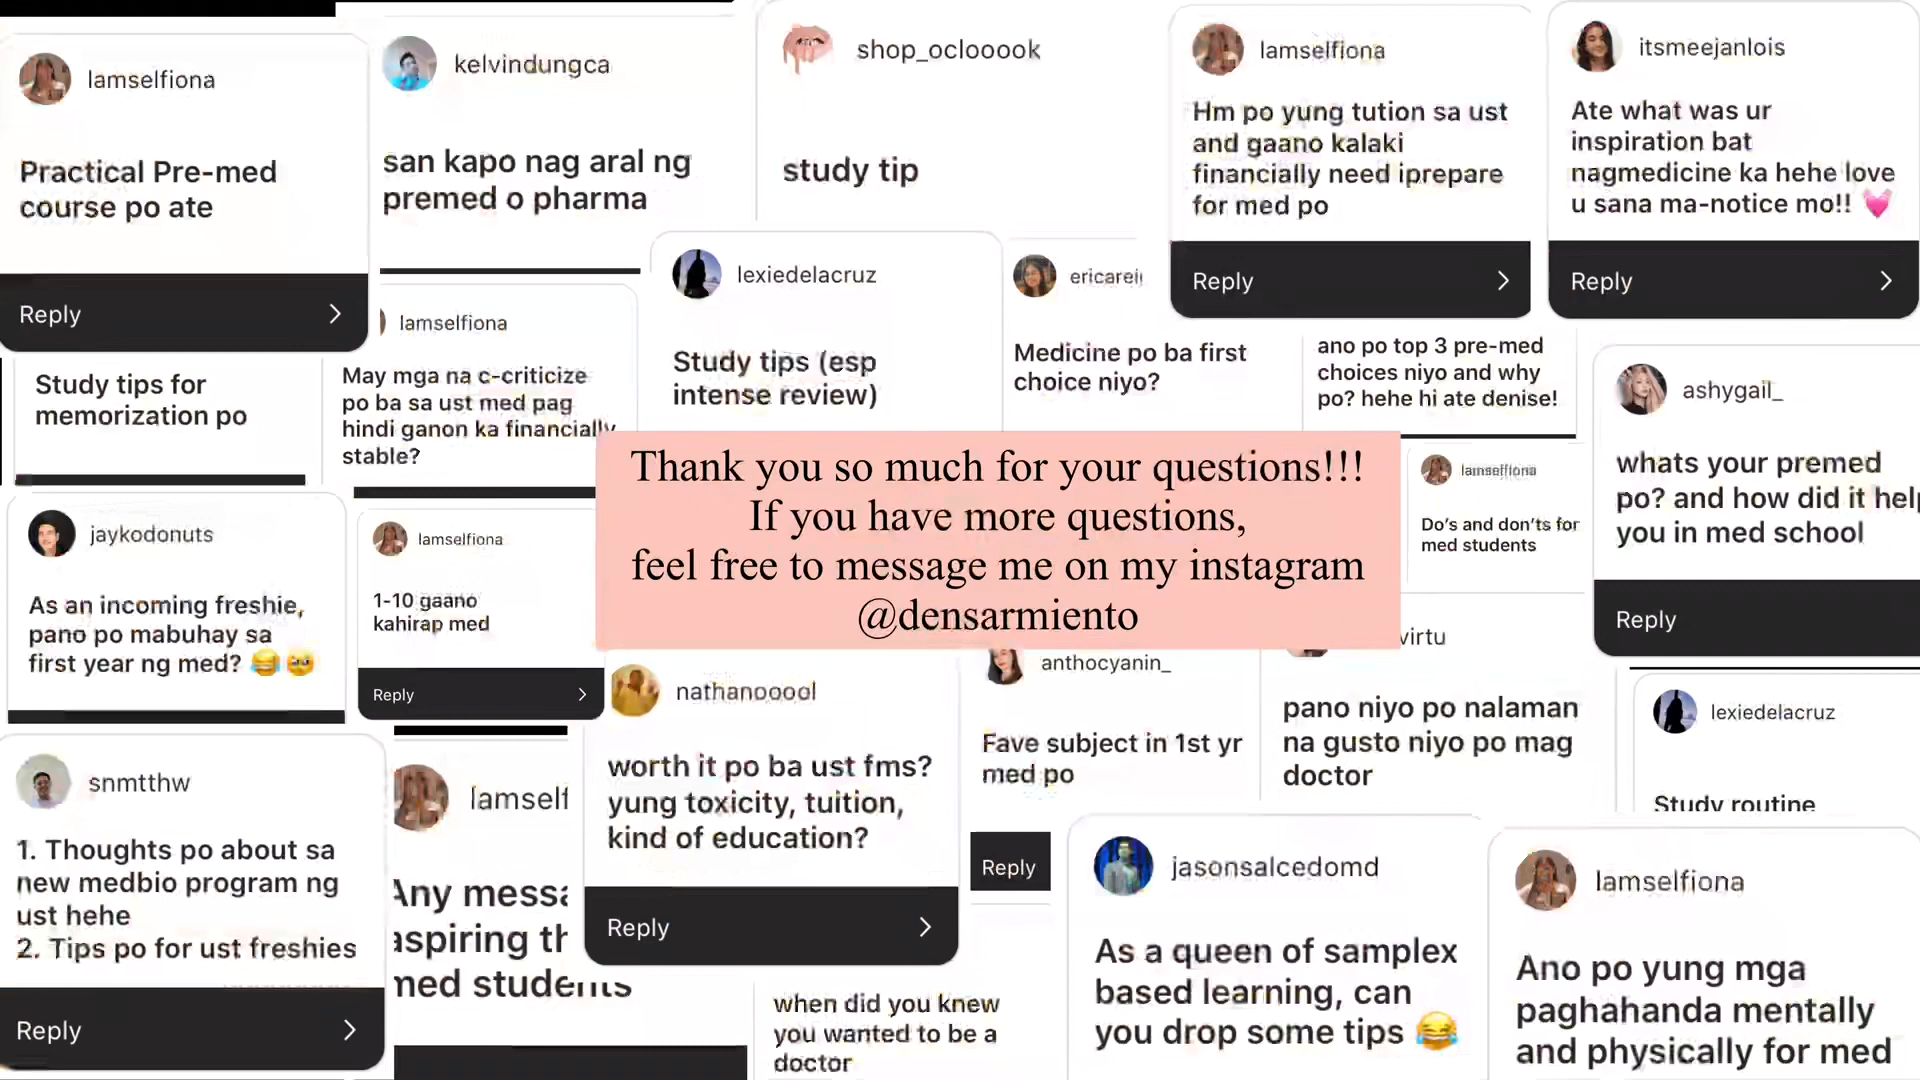 Iamselfiona
Practical Pre-med
course po ate
Reply
kelvindungca
san kapo nag aral ng
premed o pharma
shop_oclooook
study tip
Iamselfiona
Hm po yung tution sa ust
and gaano kalaki
financially need iprepare
for med po
Reply
itsmeejanlois
Ate what was ur
inspiration bat
nagmedicine ka hehe love
u sana ma-notice mo!! 💓
Reply
Study tips for
memorization po
Iamselfiona
May mga na c-criticize
po ba sa ust med pag
hindi ganon ka financially
stable?
lexiedelacruz
Study tips (esp
intense review)
ericarei
Medicine po ba first
choice niyo?
ano po top 3 pre-med
choices niyo and why
po? hehe hi ate denise!
ashygail_
whats your premed
po? and how did it help
you in med school
Reply
Thank you so much for your questions!!!
If you have more questions,
feel free to message me on my instagram
@densarmiento
Iamselfiona
Do's and don'ts for
med students
jaykodonuts
As an incoming freshie,
pano po mabuhay sa
first year ng med? 😂
Iamselfiona
1-10 gaano
kahirap med
Reply
nathanooool
worth it po ba ust fms?
yung toxicity, tuition,
kind of education?
Reply
anthocyanin_
Fave subject in 1st yr
med po
Reply
virtu
pano niyo po nalaman
na gusto niyo po mag
doctor
lexiedelacruz
Study routine
snmtthw
1. Thoughts po about sa
new medbio program ng
ust hehe
2. Tips po for ust freshies
Reply
Iamself
Any messa
aspiring th
med students
when did you knew
you wanted to be a
doctor
jasonsalcedomd
As a queen of samplex
based learning, can
you drop some tips 😂
Iamselfiona
Ano po yung mga
paghahanda mentally
and physically for med